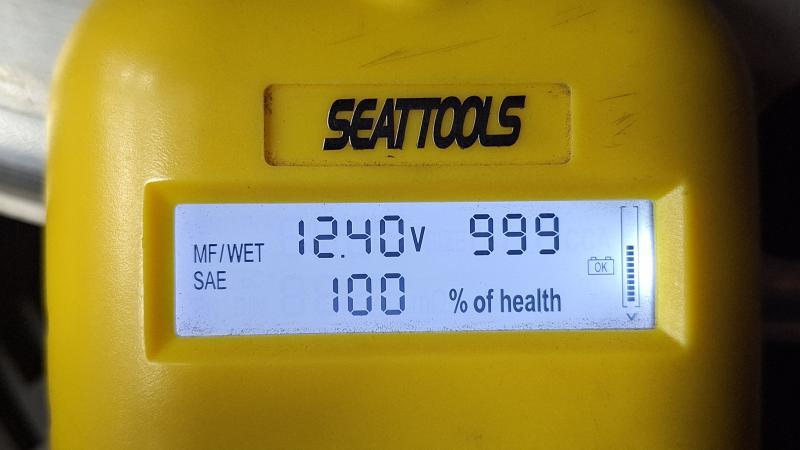 SEATTOOLS
MF/WET 12.40V 999
SAE 100 % of health
OK
V